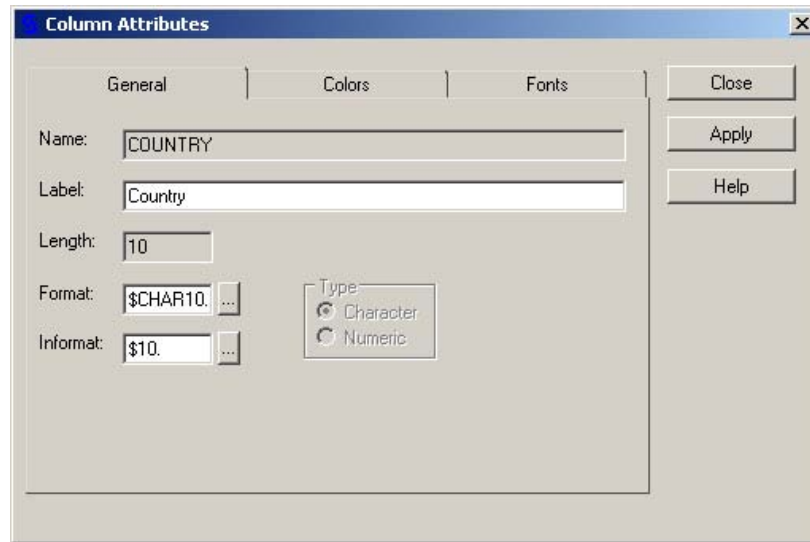 Column Attributes
General Colors Fonts
Close
Apply
Help
Name: COUNTRY
Label: Country
Length: 10
Format: $CHAR10. ...
Informat: $10. ...
Type
Character
Numeric